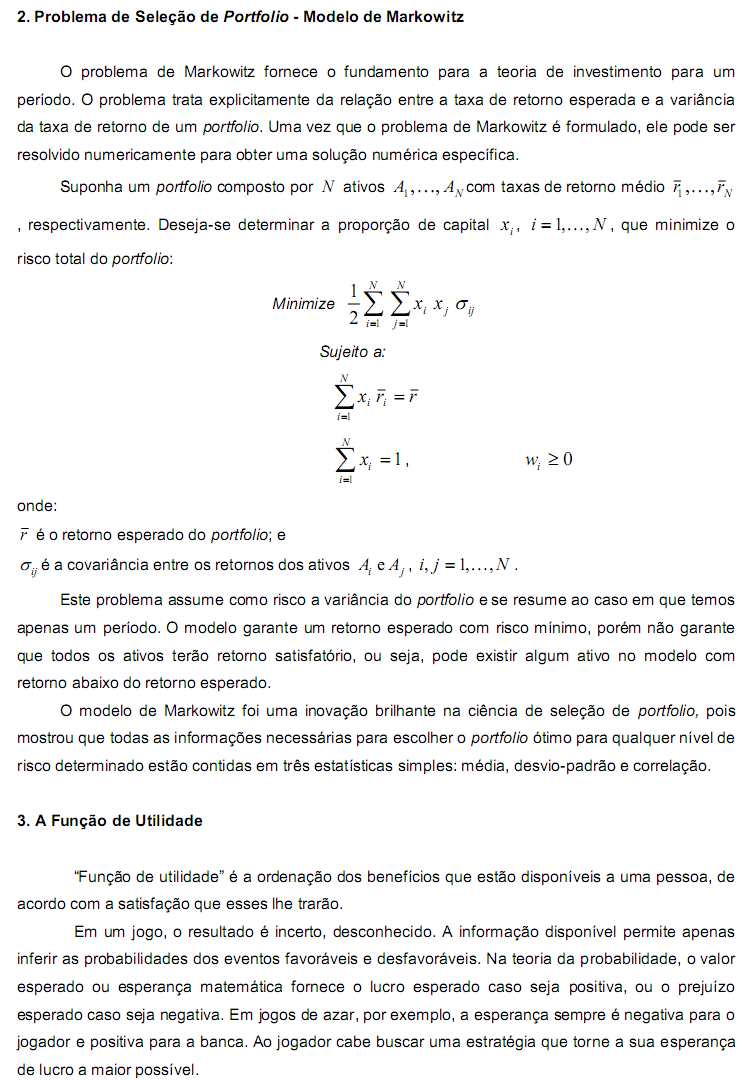 2. Problema de Seleção de Portfolio - Modelo de Markowitz
O problema de Markowitz fornece o fundamento para a teoria de investimento para um
período. O problema trata explicitamente da relação entre a taxa de retorno esperada e a variância
da taxa de retorno de um portfolio. Uma vez que o problema de Markowitz é formulado, ele pode ser
resolvido numericamente para obter uma solução numérica específica.
Suponha um portfolio composto por N ativos A₁,…, A_N com taxas de retorno médio r̄₁,…, r̄_N
, respectivamente. Deseja-se determinar a proporção de capital x_i, i = 1,…, N, que minimize o
risco total do portfolio:
Minimize 1/2 ∑_{i=1}^{N} ∑_{j=1}^{N} x_i x_j σ_ij
Sujeito a:
∑_{i=1}^{N} x_i r̄_i = r̄
∑_{i=1}^{N} x_i = 1, w_i ≥ 0
onde:
r̄ é o retorno esperado do portfolio; e
σ_ij é a covariância entre os retornos dos ativos A_i e A_j, i, j = 1,…, N .
Este problema assume como risco a variância do portfolio e se resume ao caso em que temos
apenas um período. O modelo garante um retorno esperado com risco mínimo, porém não garante
que todos os ativos terão retorno satisfatório, ou seja, pode existir algum ativo no modelo com
retorno abaixo do retorno esperado.
O modelo de Markowitz foi uma inovação brilhante na ciência de seleção de portfolio, pois
mostrou que todas as informações necessárias para escolher o portfolio ótimo para qualquer nível de
risco determinado estão contidas em três estatísticas simples: média, desvio-padrão e correlação.
3. A Função de Utilidade
“Função de utilidade” é a ordenação dos benefícios que estão disponíveis a uma pessoa, de
acordo com a satisfação que esses lhe trarão.
Em um jogo, o resultado é incerto, desconhecido. A informação disponível permite apenas
inferir as probabilidades dos eventos favoráveis e desfavoráveis. Na teoria da probabilidade, o valor
esperado ou esperança matemática fornece o lucro esperado caso seja positiva, ou o prejuízo
esperado caso seja negativa. Em jogos de azar, por exemplo, a esperança sempre é negativa para o
jogador e positiva para a banca. Ao jogador cabe buscar uma estratégia que torne a sua esperança
de lucro a maior possível.